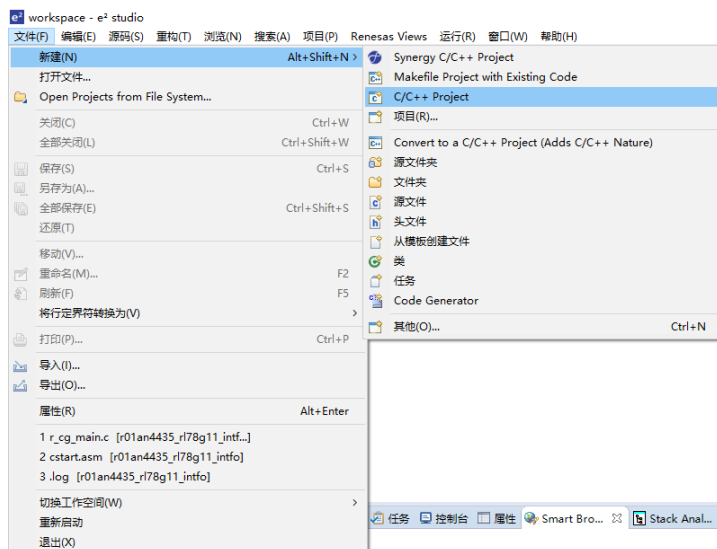 workspace - e² studio
文件(F) 编辑(E) 源码(S) 重构(T) 浏览(N) 搜索(A) 项目(P) Renesas Views 运行(R) 窗口(W) 帮助(H)
新建(N) Alt+Shift+N >
打开文件...
Open Projects from File System...
关闭(C) Ctrl+W
全部关闭(L) Ctrl+Shift+W
保存(S) Ctrl+S
另存为(A)...
全部保存(E) Ctrl+Shift+S
还原(T)
移动(V)...
重命名(M)... F2
刷新(F) F5
将行定界符转换为(V) >
打印(P)... Ctrl+P
导入(I)...
导出(O)...
属性(R) Alt+Enter
1 r_cg_main.c [r01an4435_rl78g11_intf...]
2 cstart.asm [r01an4435_rl78g11_intfo]
3 .log [r01an4435_rl78g11_intfo]
切换工作空间(W) >
重新启动
退出(X)
Synergy C/C++ Project
Makefile Project with Existing Code
C/C++ Project
项目(R)...
Convert to a C/C++ Project (Adds C/C++ Nature)
源文件夹
文件夹
源文件
头文件
从模板创建文件
类
任务
Code Generator
其他(O)... Ctrl+N
任务 控制台 属性 Smart Bro... Stack Anal...